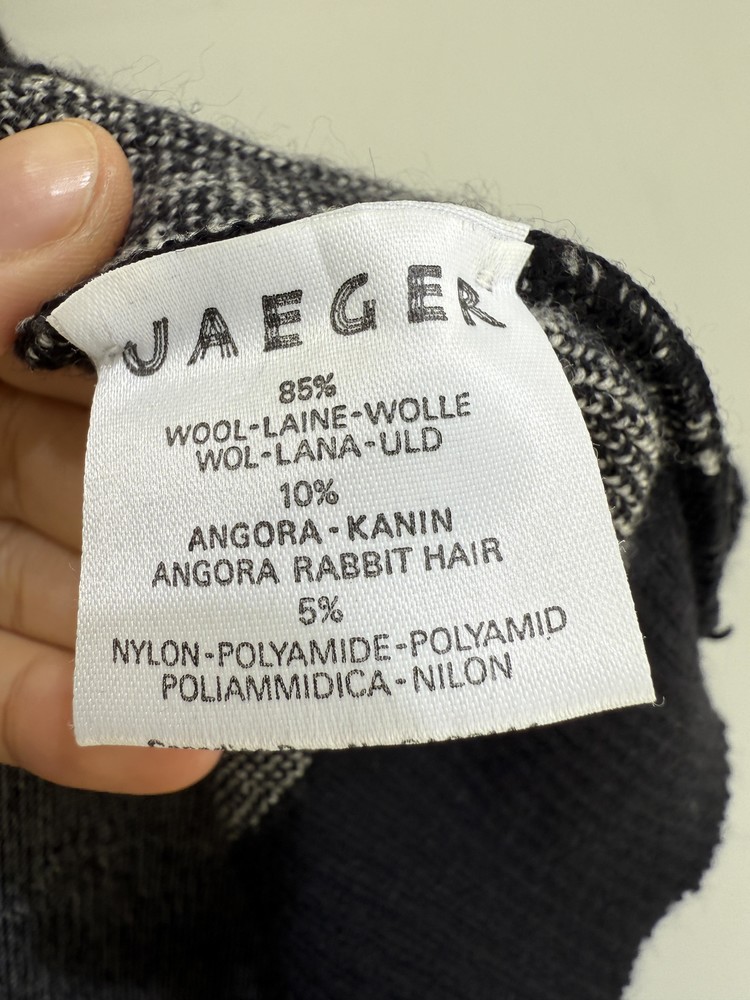 JAEGER
85%
WOOL-LAINE-WOLLE
WOL-LANA-ULD
10%
ANGORA-KANIN
ANGORA RABBIT HAIR
5%
NYLON-POLYAMIDE-POLYAMID
POLIAMMIDICA-NILON